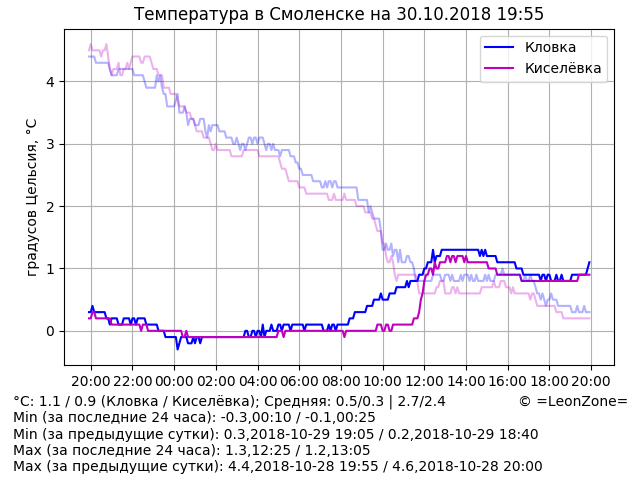 Температура в Смоленске на 30.10.2018 19:55
Кловка
Киселёвка
градусов Цельсия, °C
4
3
2
1
0
20:00 22:00 00:00 02:00 04:00 06:00 08:00 10:00 12:00 14:00 16:00 18:00 20:00
°C: 1.1 / 0.9 (Кловка / Киселёвка); Средняя: 0.5/0.3 | 2.7/2.4
© =LeonZone=
Min (за последние 24 часа): -0.3,00:10 / -0.1,00:25
Min (за предыдущие сутки): 0.3,2018-10-29 19:05 / 0.2,2018-10-29 18:40
Max (за последние 24 часа): 1.3,12:25 / 1.2,13:05
Max (за предыдущие сутки): 4.4,2018-10-28 19:55 / 4.6,2018-10-28 20:00